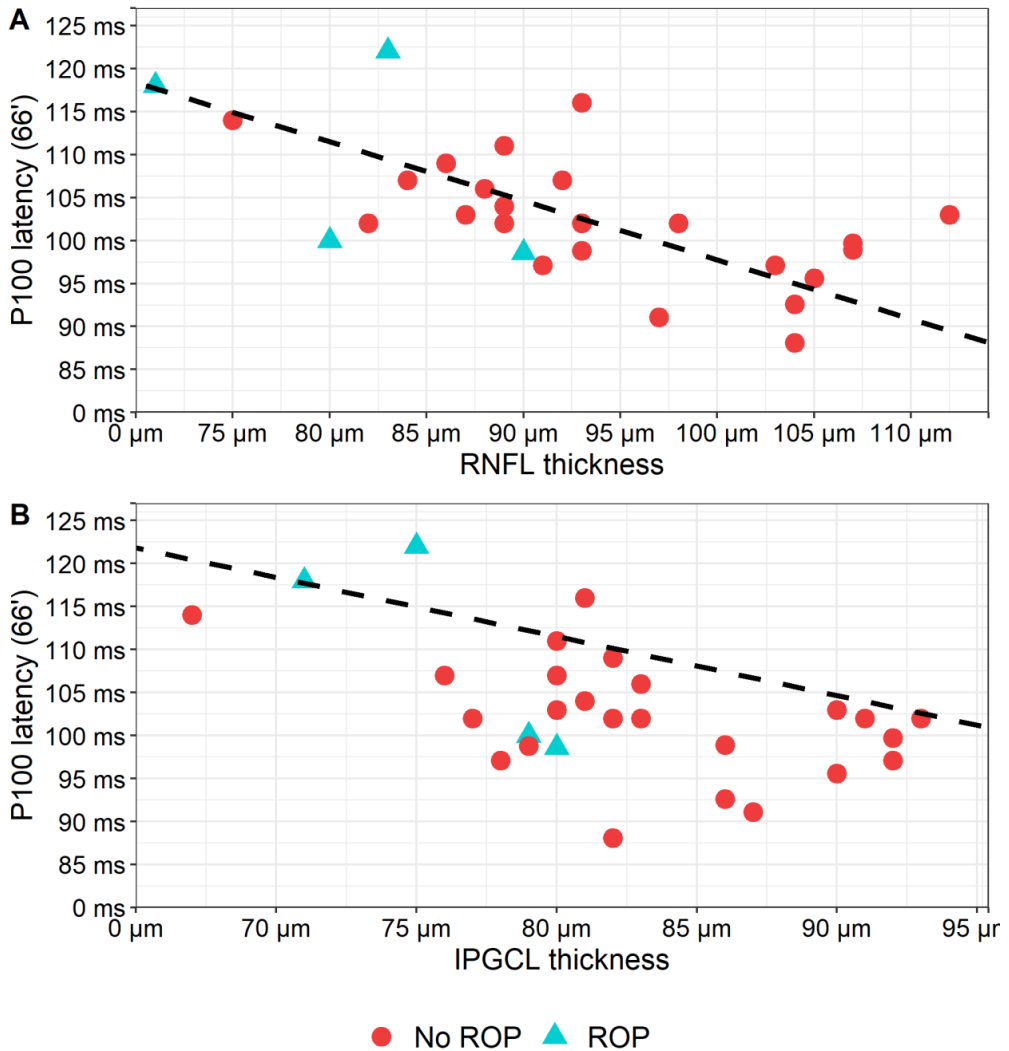 A
P100 latency (66')
125 ms
120 ms
115 ms
110 ms
105 ms
100 ms
95 ms
90 ms
85 ms
0 ms
0 µm 75 µm 80 µm 85 µm 90 µm 95 µm 100 µm 105 µm 110 µm
RNFL thickness
B
P100 latency (66')
125 ms
120 ms
115 ms
110 ms
105 ms
100 ms
95 ms
90 ms
85 ms
0 ms
0 µm 70 µm 75 µm 80 µm 85 µm 90 µm 95 µm
IPGCL thickness
No ROP ROP